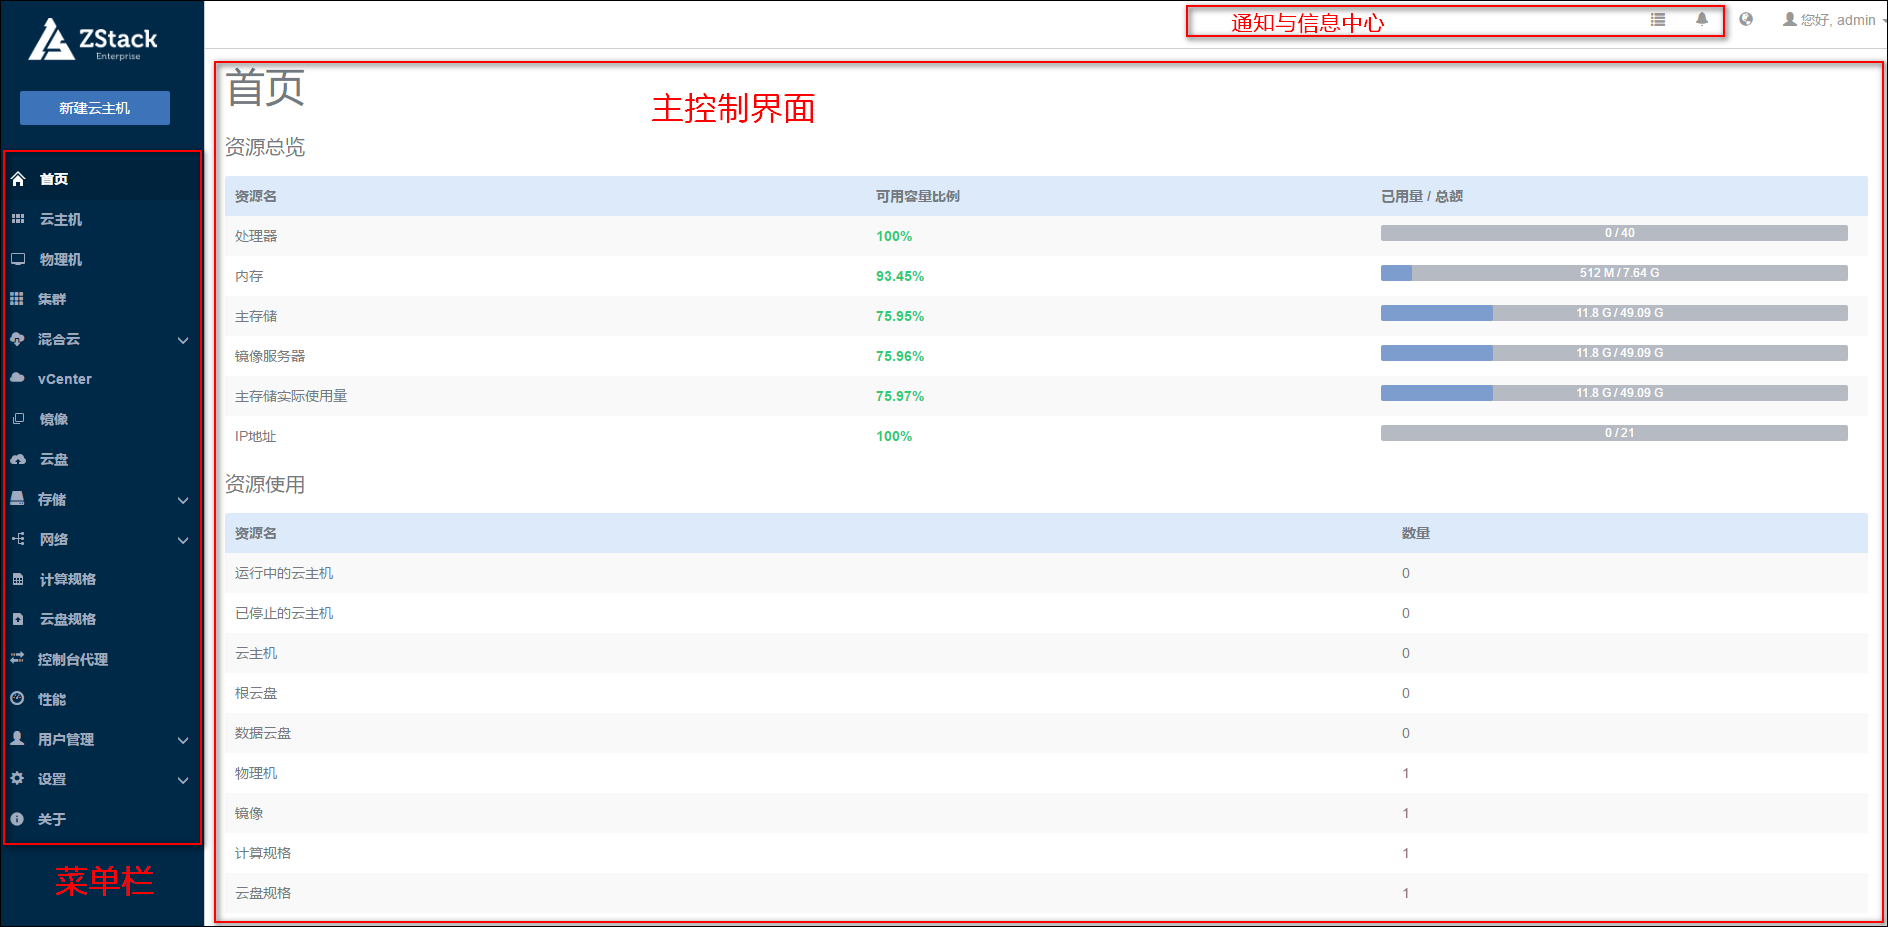 ZStack
Enterprise
新建云主机
首页
云主机
物理机
集群
混合云
vCenter
镜像
云盘
存储
网络
计算规格
云盘规格
控制台代理
性能
用户管理
设置
关于
菜单栏
通知与信息中心
您好, admin
首页
主控制界面
资源总览
资源名 可用容量比例 已用量 / 总额
处理器 100% 0 / 40
内存 93.45% 512 M / 7.64 G
主存储 75.95% 11.8 G / 49.09 G
镜像服务器 75.96% 11.8 G / 49.09 G
主存储实际使用量 75.97% 11.8 G / 49.09 G
IP地址 100% 0 / 21
资源使用
资源名 数量
运行中的云主机 0
已停止的云主机 0
云主机 0
根云盘 0
数据云盘 0
物理机 1
镜像 1
计算规格 1
云盘规格 1